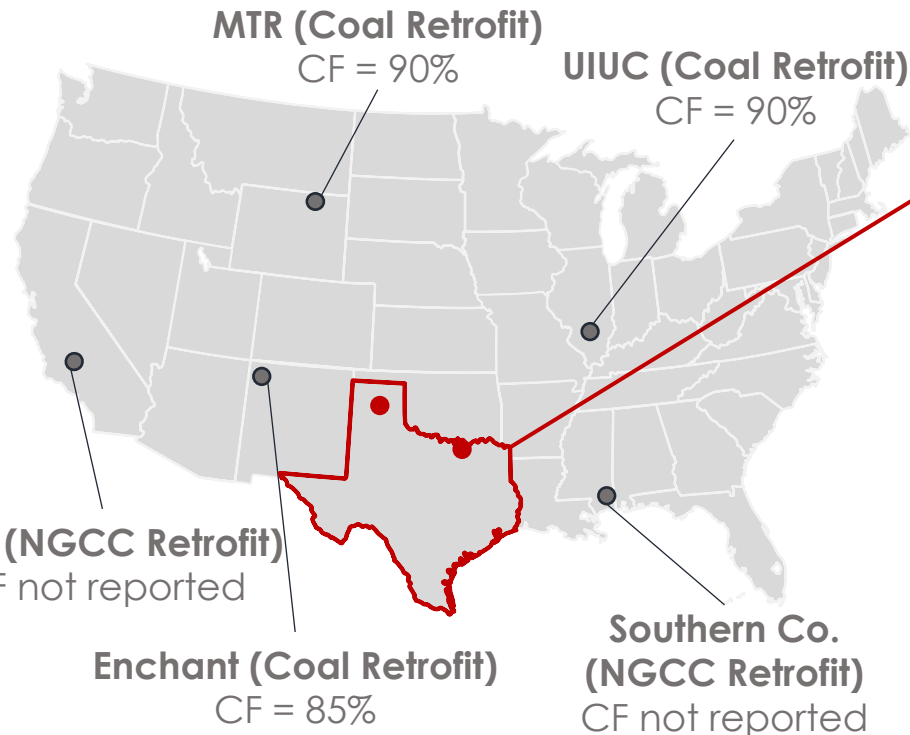 MTR (Coal Retrofit)
CF = 90%
UIUC (Coal Retrofit)
CF = 90%
(NGCC Retrofit)
not reported
Enchant (Coal Retrofit)
CF = 85%
Southern Co.
(NGCC Retrofit)
CF not reported